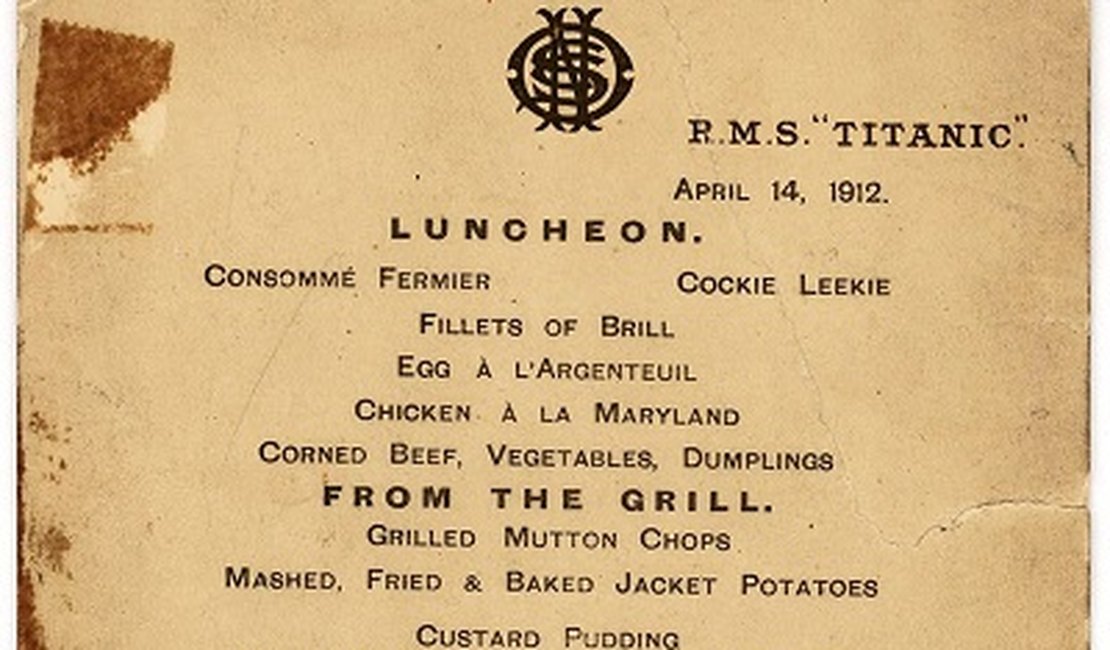 R.M.S. "TITANIC."
APRIL 14, 1912.
LUNCHEON.
CONSOMMÉ FERMIER COCKIE LEEKIE
FILLETS OF BRILL
EGG À L'ARGENTEUIL
CHICKEN À LA MARYLAND
CORNED BEEF, VEGETABLES, DUMPLINGS
FROM THE GRILL.
GRILLED MUTTON CHOPS
MASHED, FRIED & BAKED JACKET POTATOES
CUSTARD PUDDING